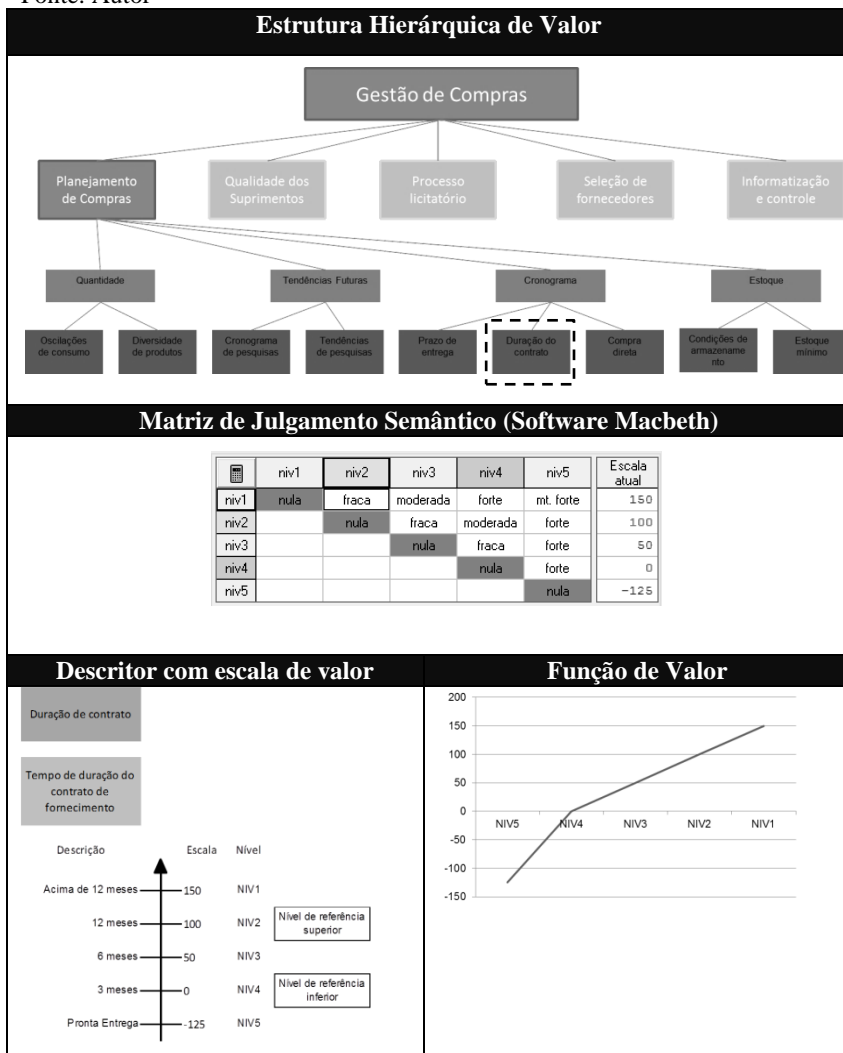 Fonte: Autor
Estrutura Hierárquica de Valor
Gestão de Compras
Planejamento
de Compras
Qualidade dos
Suprimentos
Processo
licitatório
Seleção de
fornecedores
Informatização
e controle
Quantidade
Tendências Futuras
Cronograma
Estoque
Oscilações
de consumo
Diversidade
de produtos
Cronograma
de pesquisas
Tendências
de pesquisas
Prazo de
entrega
Duração do
contrato
Compra
direta
Condições de
armazename
nto
Estoque
mínimo
Matriz de Julgamento Semântico (Software Macbeth)
niv1 niv2 niv3 niv4 niv5 Escala
atual
niv1 nula fraca moderada forte mt. forte 150
niv2 nula fraca moderada forte 100
niv3 nula fraca forte 50
niv4 nula forte 0
niv5 nula -125
Descritor com escala de valor
Duração de contrato
Tempo de duração do
contrato de
fornecimento
Descrição Escala Nível
Acima de 12 meses 150 NIV1
12 meses 100 NIV2 Nível de referência
superior
6 meses 50 NIV3
3 meses 0 NIV4 Nível de referência
inferior
Pronta Entrega -125 NIV5
Função de Valor
200
150
100
50
0
NIV5 NIV4 NIV3 NIV2 NIV1
-50
-100
-150